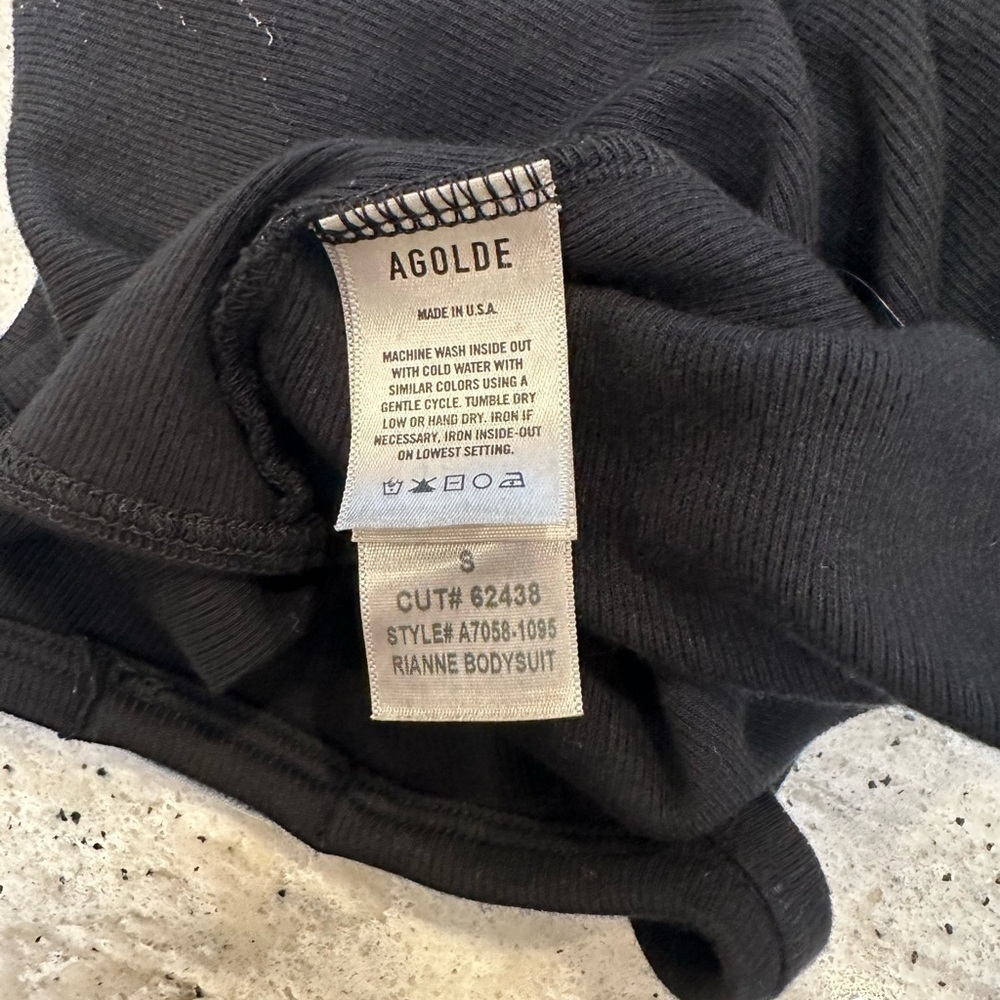 AGOLDE
MADE IN U.S.A.
MACHINE WASH INSIDE OUT
WITH COLD WATER WITH
SIMILAR COLORS USING A
GENTLE CYCLE. TUMBLE DRY
LOW OR HAND DRY. IRON IF
NECESSARY, IRON INSIDE-OUT
ON LOWEST SETTING.
S
CUT# 62438
STYLE# A7058-1095
RIANNE BODYSUIT